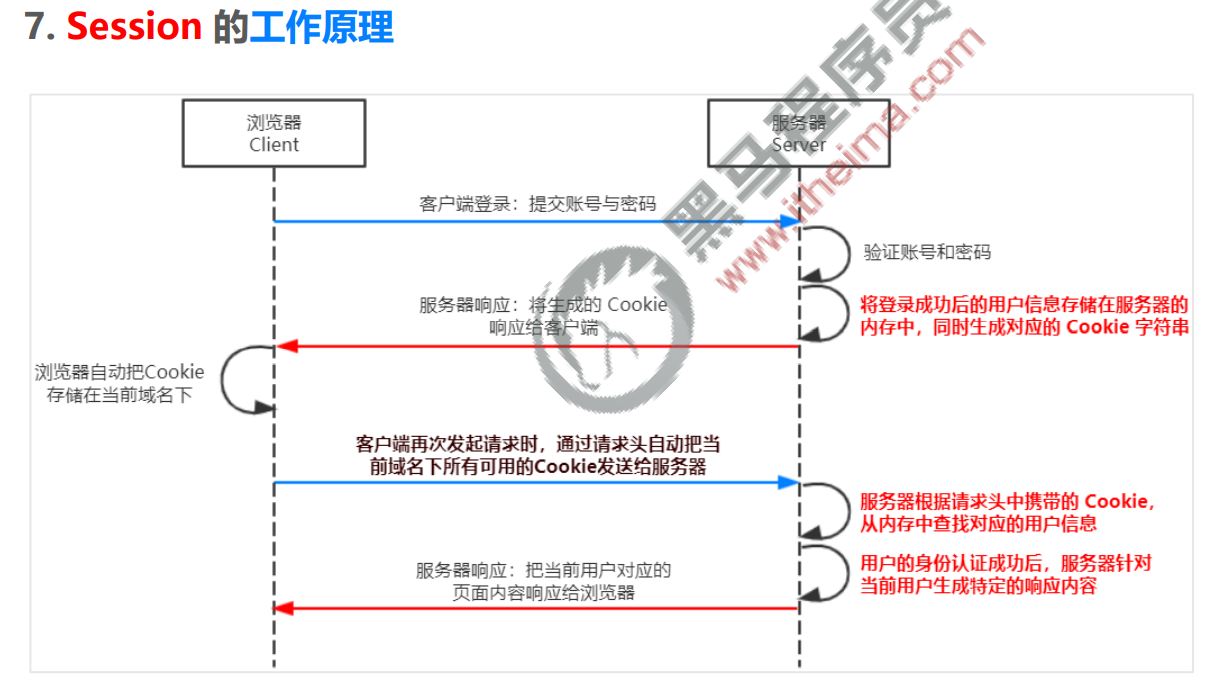 7. Session 的工作原理
浏览器
Client
服务器
Server
客户端登录：提交账号与密码
验证账号和密码
将登录成功后的用户信息存储在服务器的
内存中，同时生成对应的 Cookie 字符串
服务器响应：将生成的 Cookie
响应给客户端
浏览器自动把Cookie
存储在当前域名下
客户端再次发起请求时，通过请求头自动把当
前域名下所有可用的Cookie发送给服务器
服务器根据请求头中携带的 Cookie，
从内存中查找对应的用户信息
用户的身份认证成功后，服务器针对
当前用户生成特定的响应内容
服务器响应：把当前用户对应的
页面内容响应给浏览器
黑马程序员
www.itheima.com